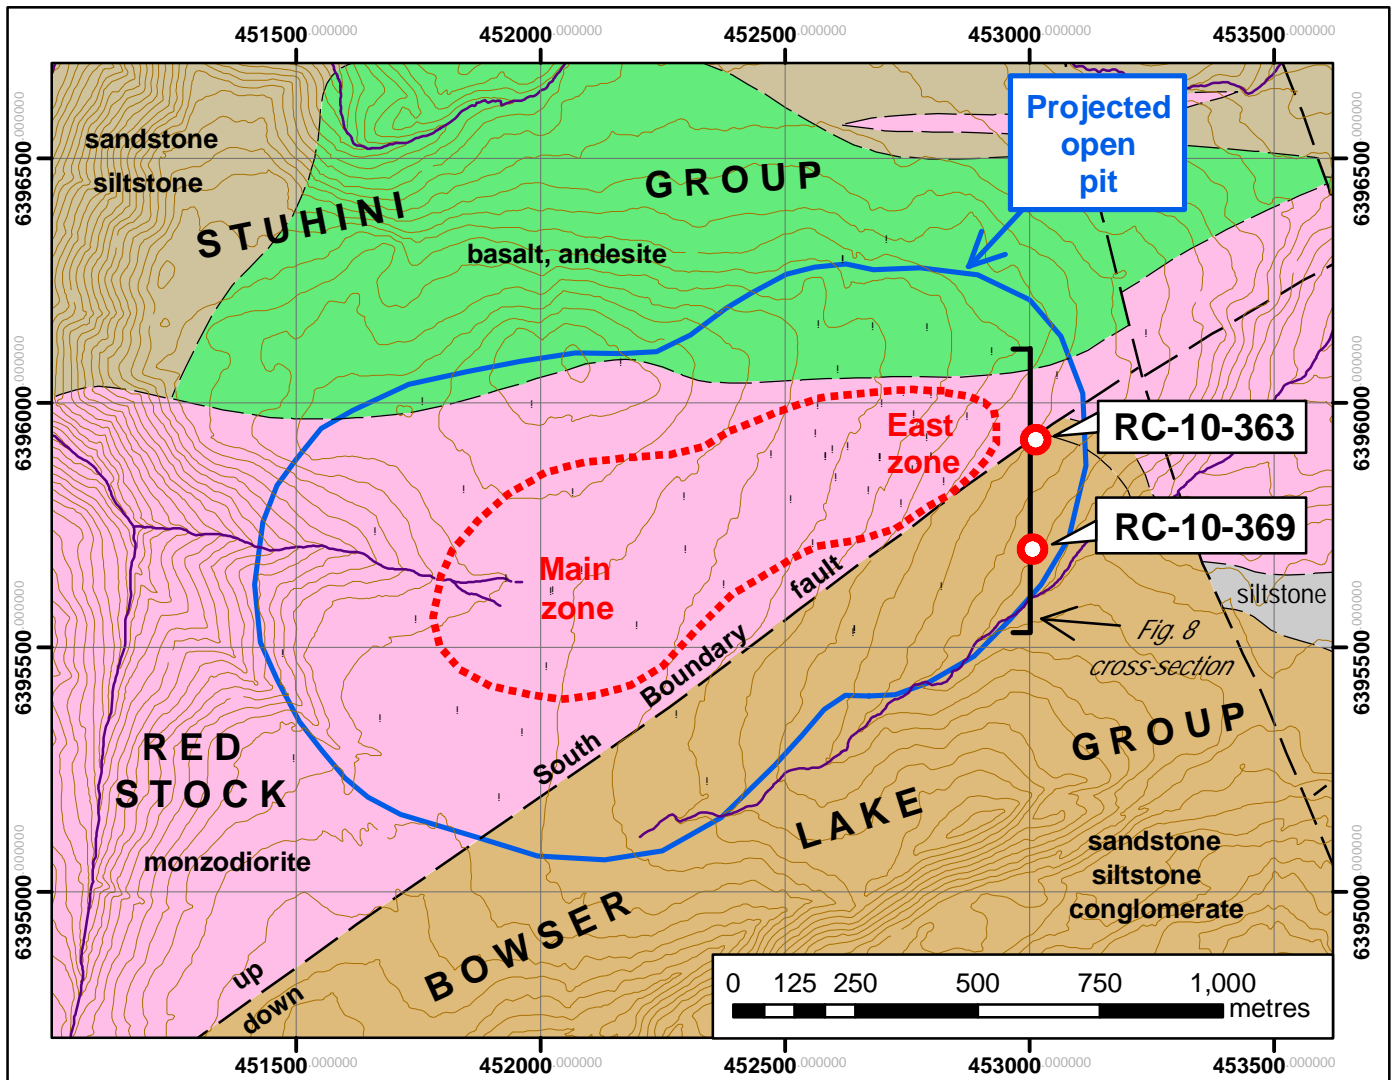 451500.000000 452000.000000 452500.000000 453000.000000 453500.000000
6396500.000000
6396000.000000
6395500.000000
6395000.000000
6396500.000000
6396000.000000
6395500.000000
6395000.000000
Projected
open
pit
sandstone
siltstone
STUHINI
GROUP
basalt, andesite
East
zone
RC-10-363
RC-10-369
Main
zone
South Boundary fault
siltstone
Fig. 8
cross-section
RED
STOCK
monzodiorite
BOWSER
LAKE
GROUP
sandstone
siltstone
conglomerate
up
down
0 125 250 500 750 1,000
metres
451500.000000 452000.000000 452500.000000 453000.000000 453500.000000